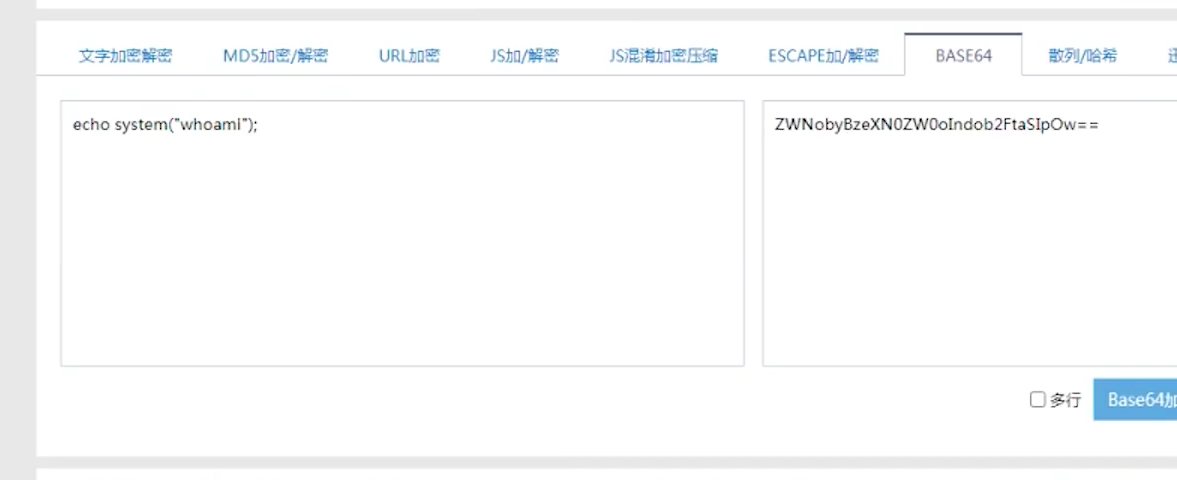 文字加密解密 MD5加密/解密 URL加密 JS加/解密 JS混淆加密压缩 ESCAPE加/解密 BASE64 散列/哈希
echo system("whoami"); ZWNobyBzeXN0ZW0oIndob2FtaSIpOw==
多行 Base64加